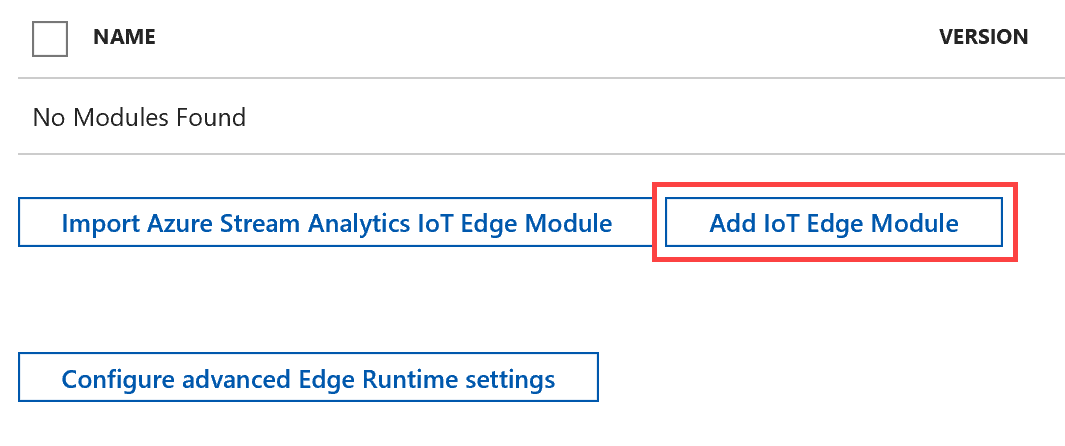 NAME VERSION
No Modules Found
Import Azure Stream Analytics IoT Edge Module Add IoT Edge Module
Configure advanced Edge Runtime settings